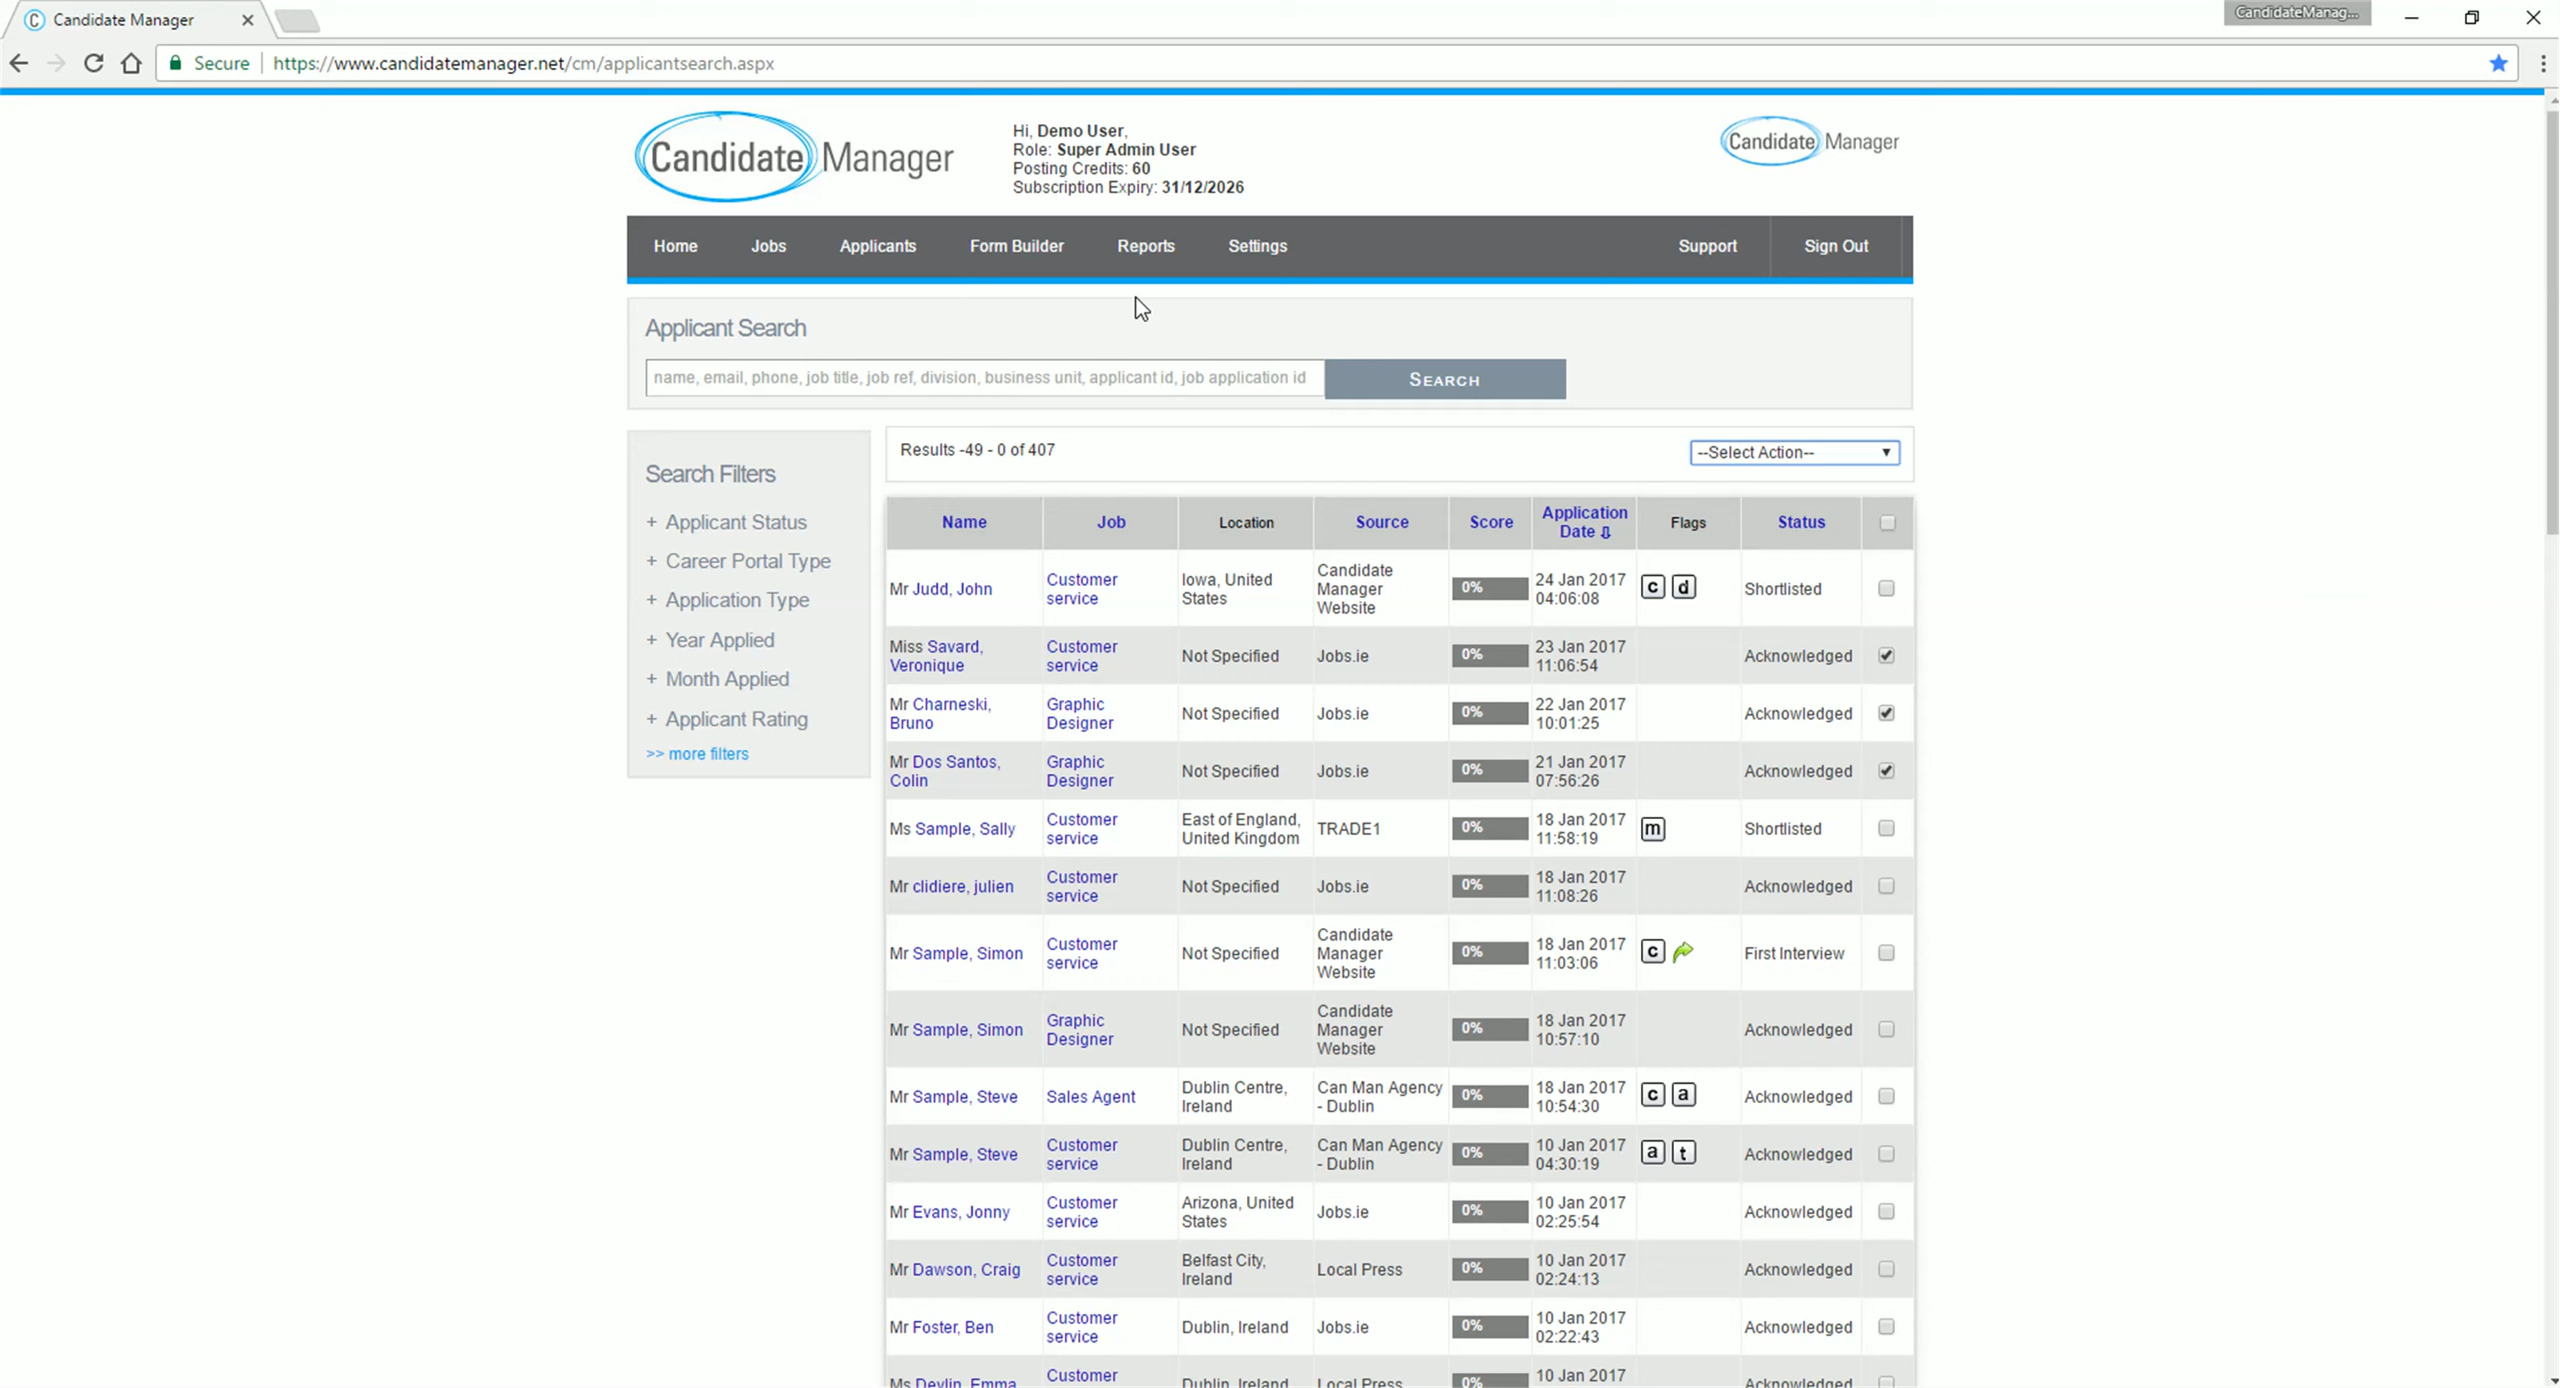 Candidate Manager
CandidateManag...
Secure https://www.candidatemanager.net/cm/applicantsearch.aspx
Candidate Manager
Hi, Demo User,
Role: Super Admin User
Posting Credits: 60
Subscription Expiry: 31/12/2026
Candidate Manager
Home Jobs Applicants Form Builder Reports Settings Support Sign Out
Applicant Search
name, email, phone, job title, job ref, division, business unit, applicant id, job application id
SEARCH
Search Filters
+ Applicant Status
+ Career Portal Type
+ Application Type
+ Year Applied
+ Month Applied
+ Applicant Rating
>> more filters
Results -49 - 0 of 407
--Select Action--
Name Job Location Source Score Application Date ⇩ Flags Status
Mr Judd, John Customer service Iowa, United States Candidate Manager Website 0% 24 Jan 2017 04:06:08 c d Shortlisted
Miss Savard, Veronique Customer service Not Specified Jobs.ie 0% 23 Jan 2017 11:06:54 Acknowledged
Mr Charneski, Bruno Graphic Designer Not Specified Jobs.ie 0% 22 Jan 2017 10:01:25 Acknowledged
Mr Dos Santos, Colin Graphic Designer Not Specified Jobs.ie 0% 21 Jan 2017 07:56:26 Acknowledged
Ms Sample, Sally Customer service East of England, United Kingdom TRADE1 0% 18 Jan 2017 11:58:19 m Shortlisted
Mr clidiere, julien Customer service Not Specified Jobs.ie 0% 18 Jan 2017 11:08:26 Acknowledged
Mr Sample, Simon Customer service Not Specified Candidate Manager Website 0% 18 Jan 2017 11:03:06 c First Interview
Mr Sample, Simon Graphic Designer Not Specified Candidate Manager Website 0% 18 Jan 2017 10:57:10 Acknowledged
Mr Sample, Steve Sales Agent Dublin Centre, Ireland Can Man Agency - Dublin 0% 18 Jan 2017 10:54:30 c a Acknowledged
Mr Sample, Steve Customer service Dublin Centre, Ireland Can Man Agency - Dublin 0% 10 Jan 2017 04:30:19 a t Acknowledged
Mr Evans, Jonny Customer service Arizona, United States Jobs.ie 0% 10 Jan 2017 02:25:54 Acknowledged
Mr Dawson, Craig Customer service Belfast City, Ireland Local Press 0% 10 Jan 2017 02:24:13 Acknowledged
Mr Foster, Ben Customer service Dublin, Ireland Jobs.ie 0% 10 Jan 2017 02:22:43 Acknowledged
Ms Devlin, Emma Customer Dublin, Ireland Local Press 0% 10 Jan 2017 Acknowledged